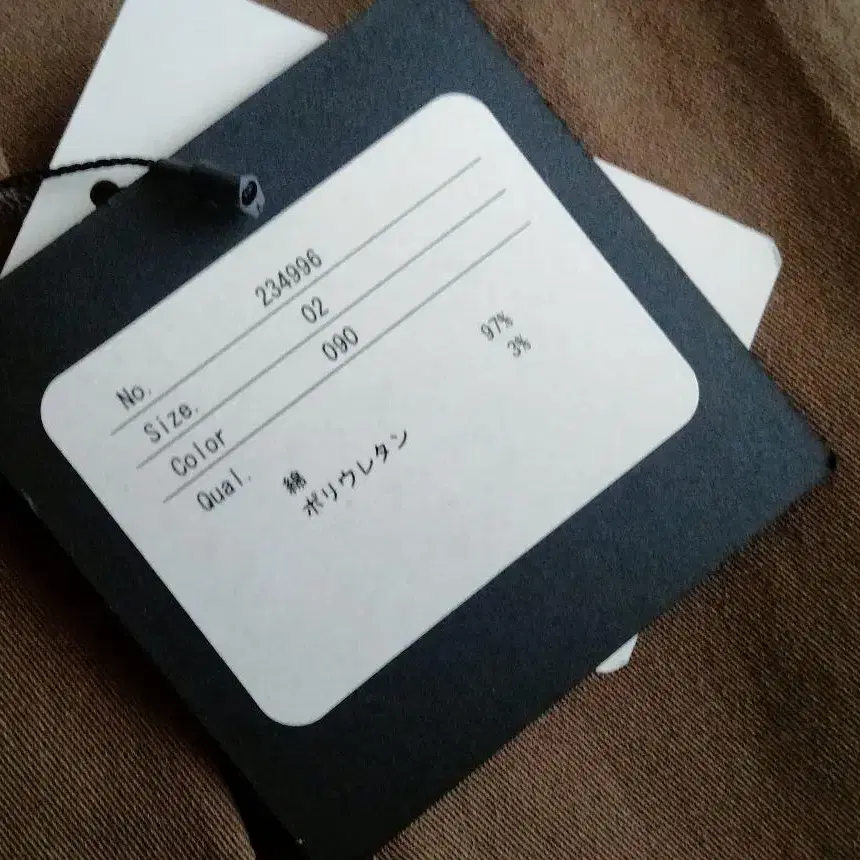 No. 234996
Size. 02
Color 090
Qual. 綿 97%
ポリウレタン 3%